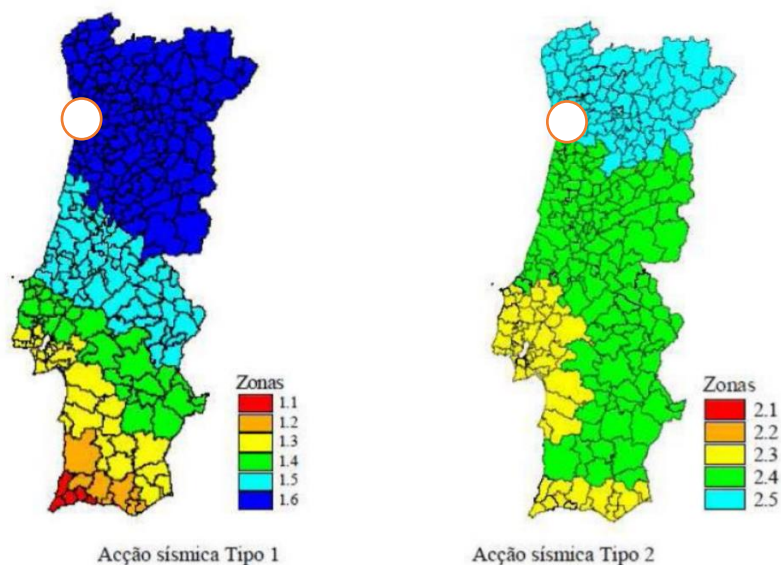 Zonas
1.1
1.2
1.3
1.4
1.5
1.6
Acção sísmica Tipo 1
Zonas
2.1
2.2
2.3
2.4
2.5
Acção sísmica Tipo 2